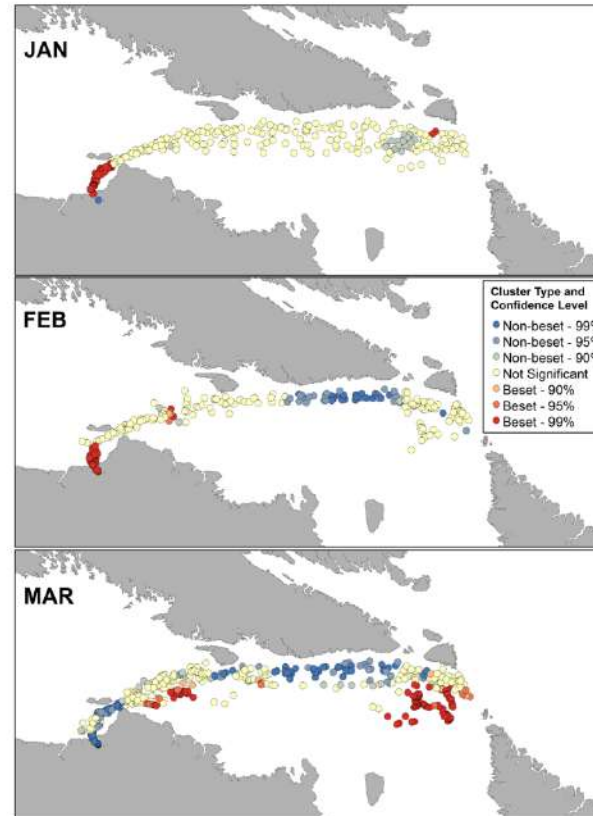 JAN
FEB
Cluster Type and
Confidence Level
Non-beset - 99%
Non-beset - 95%
Non-beset - 90%
Not Significant
Beset - 90%
Beset - 95%
Beset - 99%
MAR